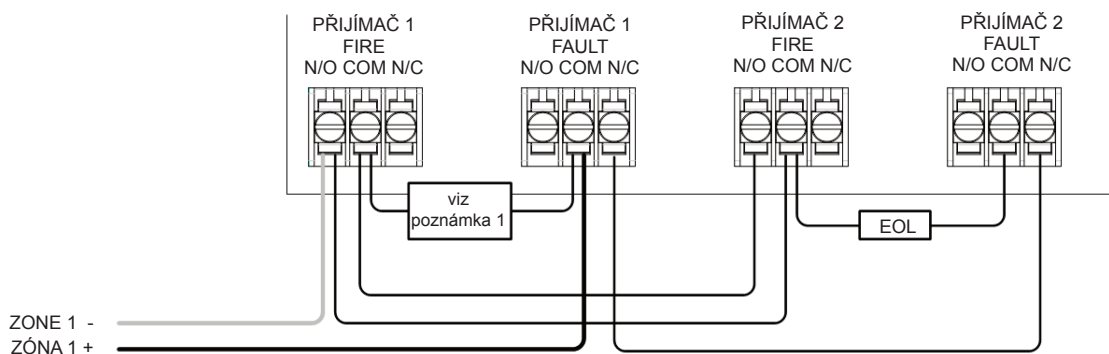 PŘIJÍMAČ 1
FIRE
N/O COM N/C
PŘIJÍMAČ 1
FAULT
N/O COM N/C
PŘIJÍMAČ 2
FIRE
N/O COM N/C
PŘIJÍMAČ 2
FAULT
N/O COM N/C
viz
poznámka 1
EOL
ZONE 1 -
ZÓNA 1 +